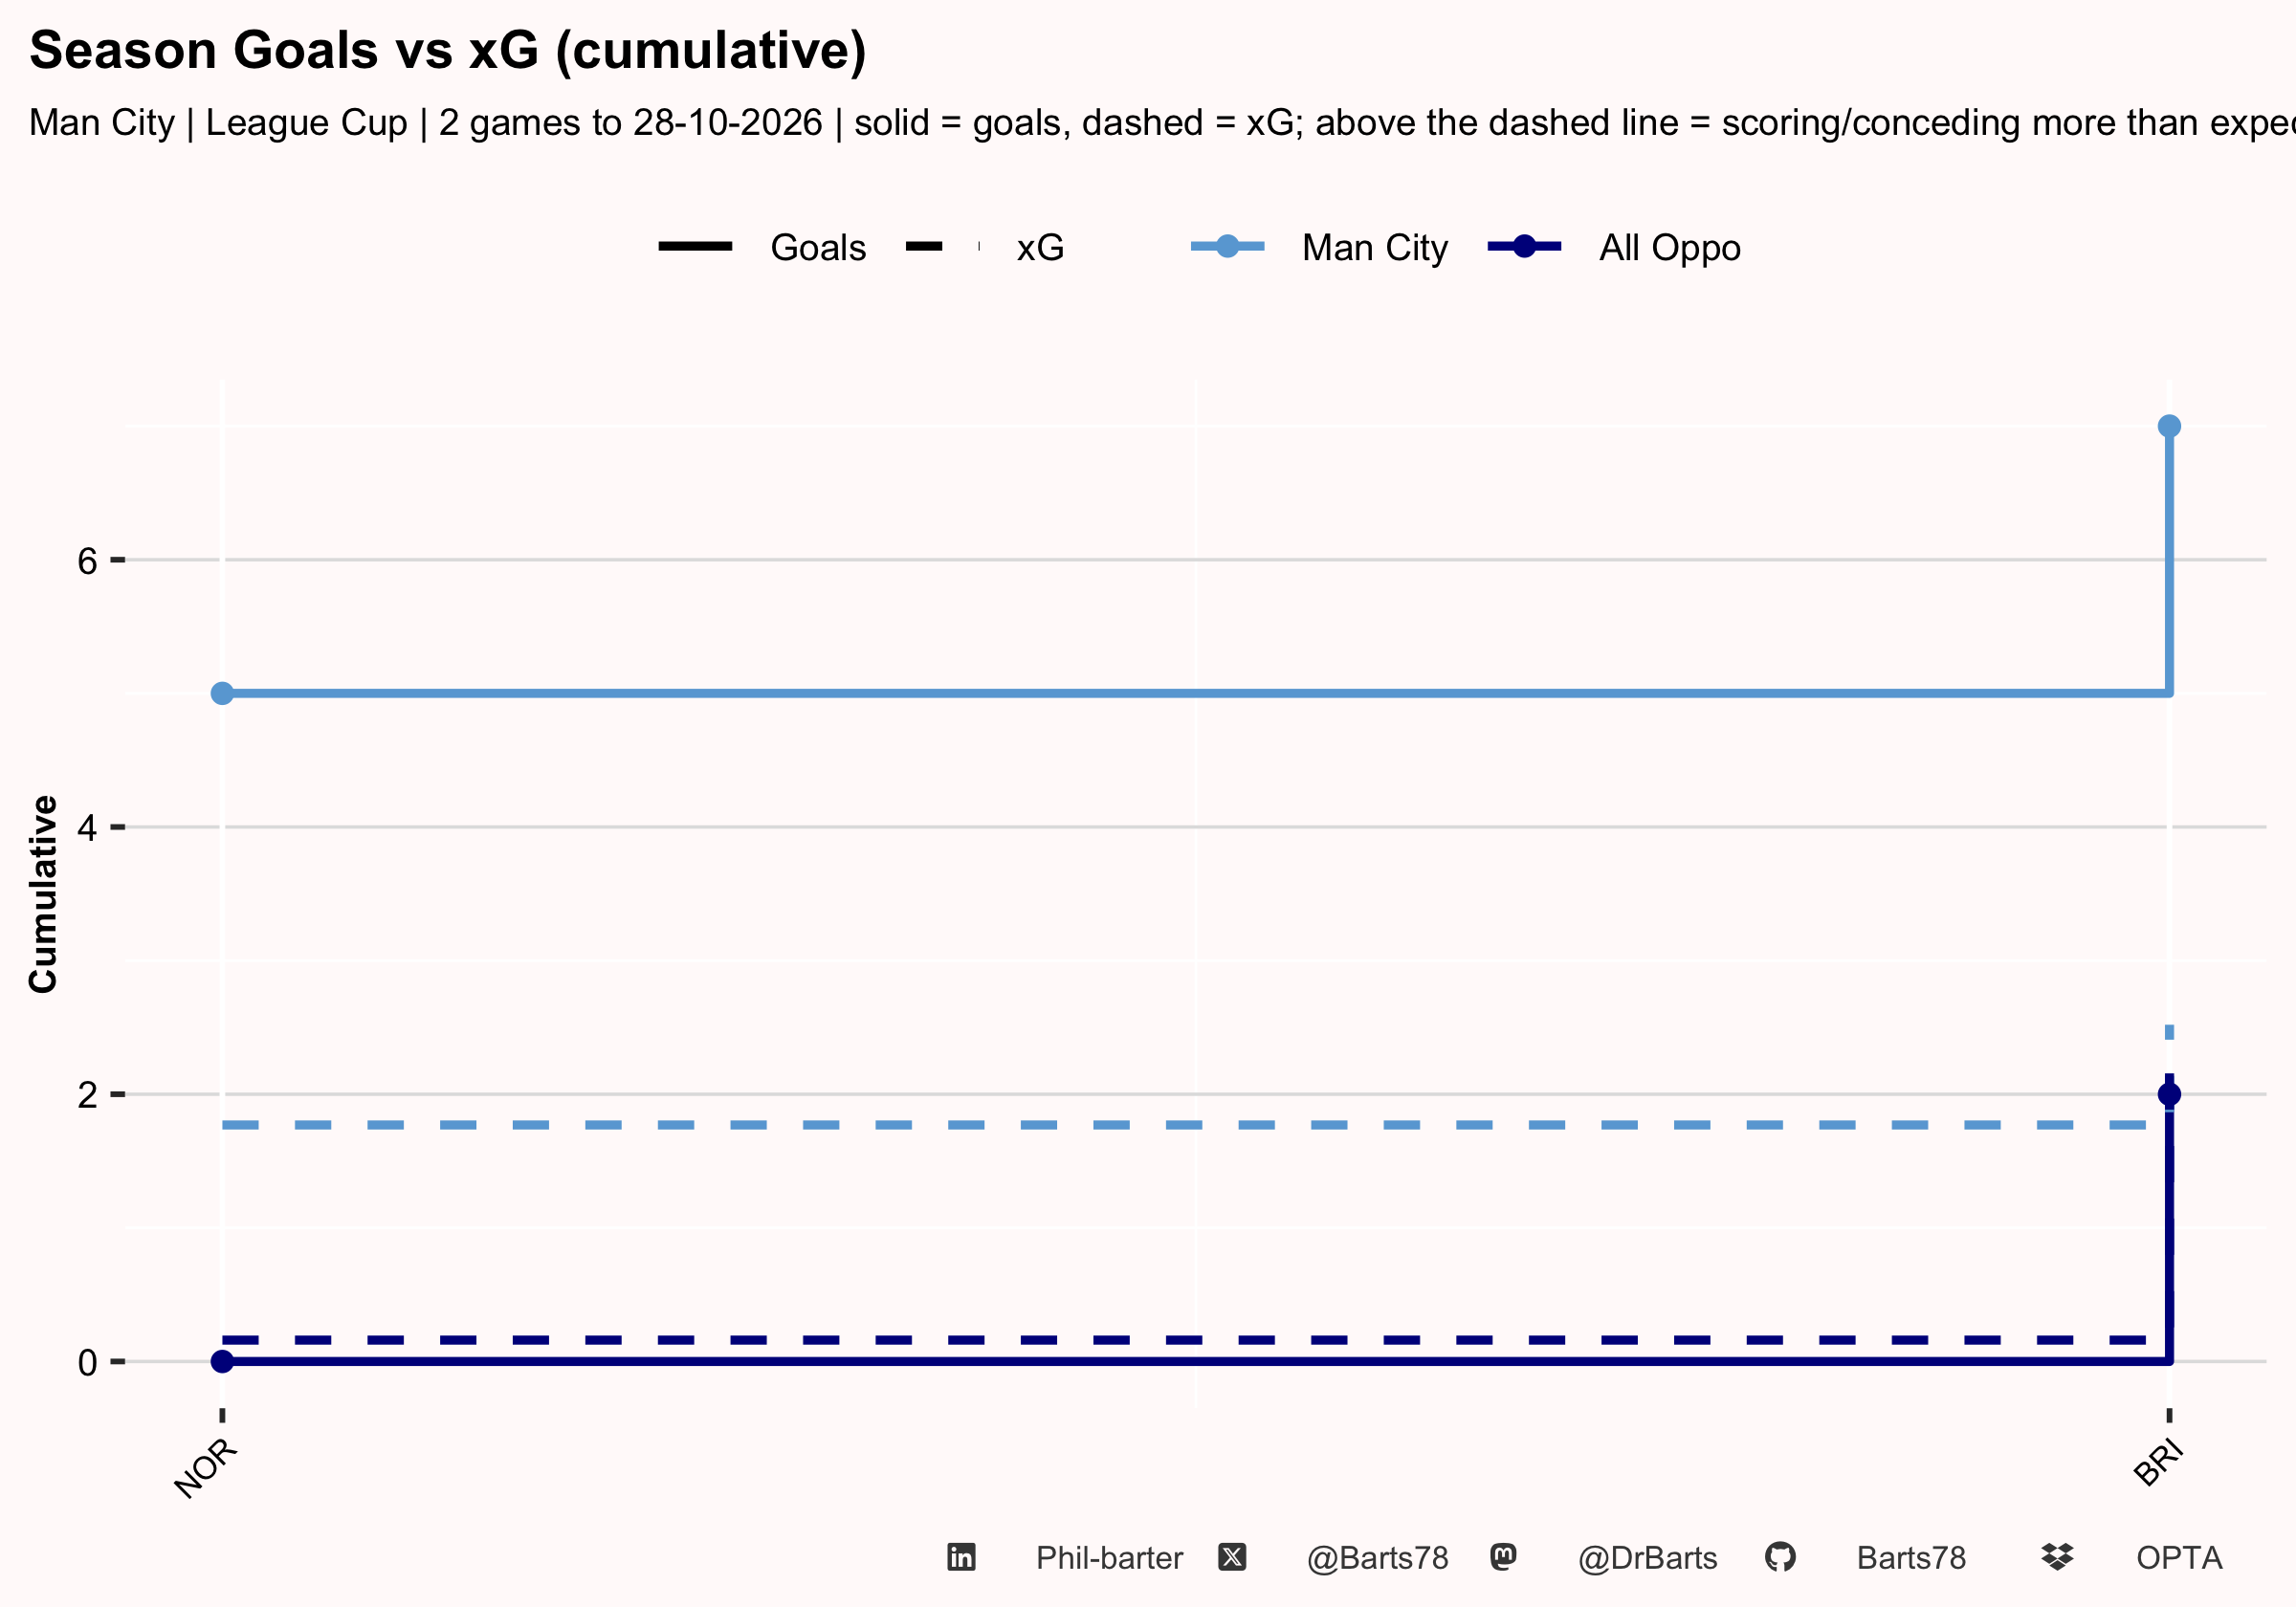 Season Goals vs xG (cumulative)
Man City | League Cup | 2 games to 28-10-2026 | solid = goals, dashed = xG; above the dashed line = scoring/conceding more than expec
Goals xG Man City All Oppo
Cumulative
6
4
2
0
NOR BRI
Phil-barter @Barts78 @DrBarts Barts78 OPTA